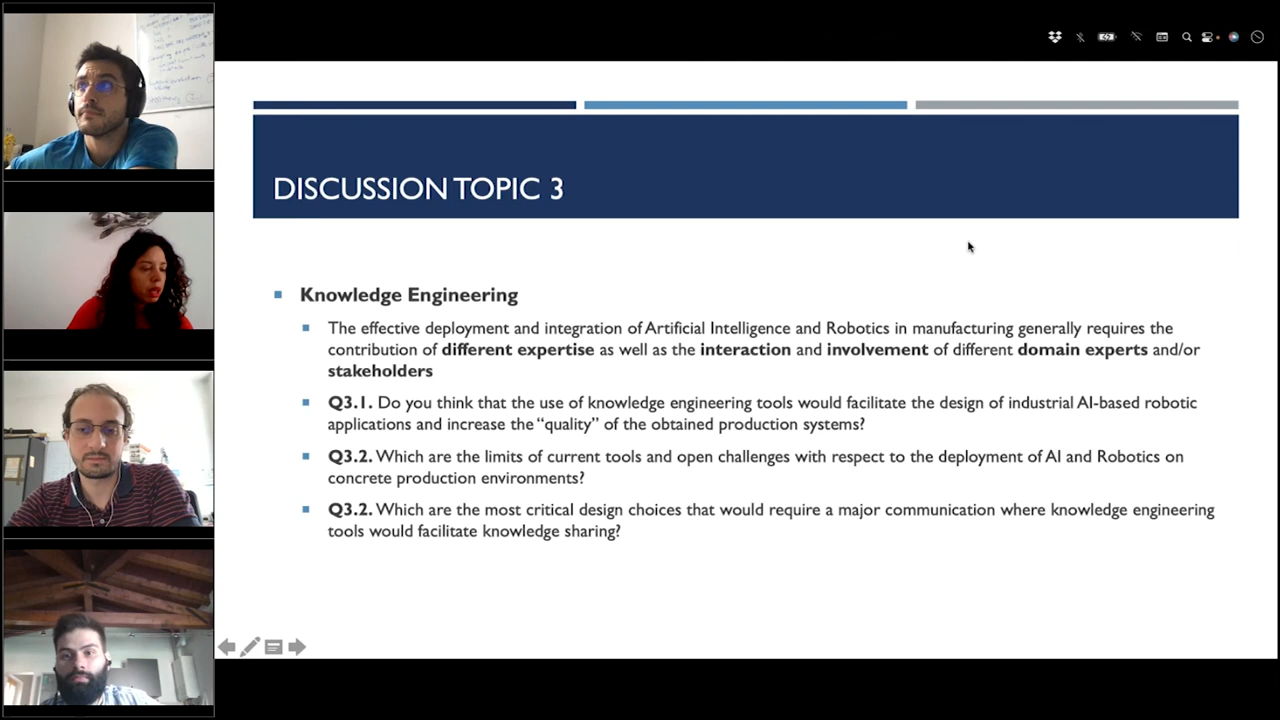 DISCUSSION TOPIC 3
Knowledge Engineering
The effective deployment and integration of Artificial Intelligence and Robotics in manufacturing generally requires the
contribution of different expertise as well as the interaction and involvement of different domain experts and/or
stakeholders
Q3.1. Do you think that the use of knowledge engineering tools would facilitate the design of industrial AI-based robotic
applications and increase the “quality” of the obtained production systems?
Q3.2. Which are the limits of current tools and open challenges with respect to the deployment of AI and Robotics on
concrete production environments?
Q3.2. Which are the most critical design choices that would require a major communication where knowledge engineering
tools would facilitate knowledge sharing?